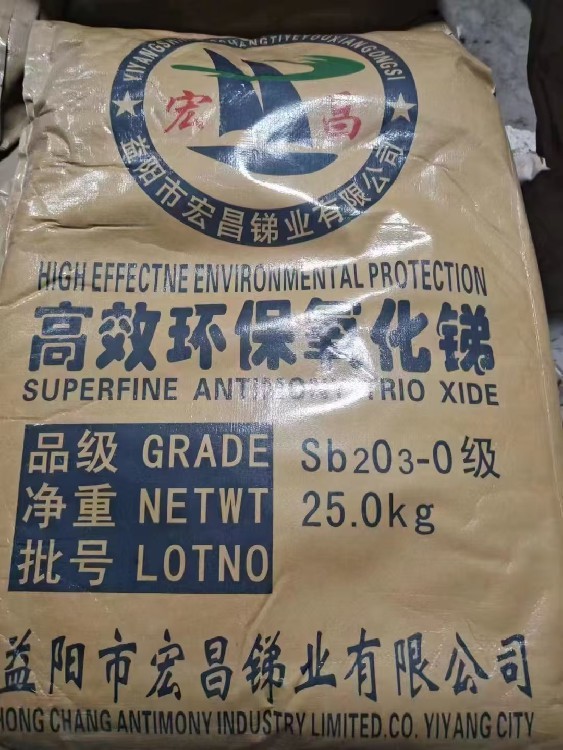 宏昌
益阳市宏昌锑业有限公司
HIGH EFFECTNE ENVIRONMENTAL PROTECTION
高效环保氧化锑
SUPERFINE ANTIMONY TRIO XIDE
品级 GRADE Sb2O3-0级
净重 NETWT 25.0kg
批号 LOTNO
益阳市宏昌锑业有限公司
HONG CHANG ANTIMONY INDUSTRY LIMITED.CO. YIYANG CITY